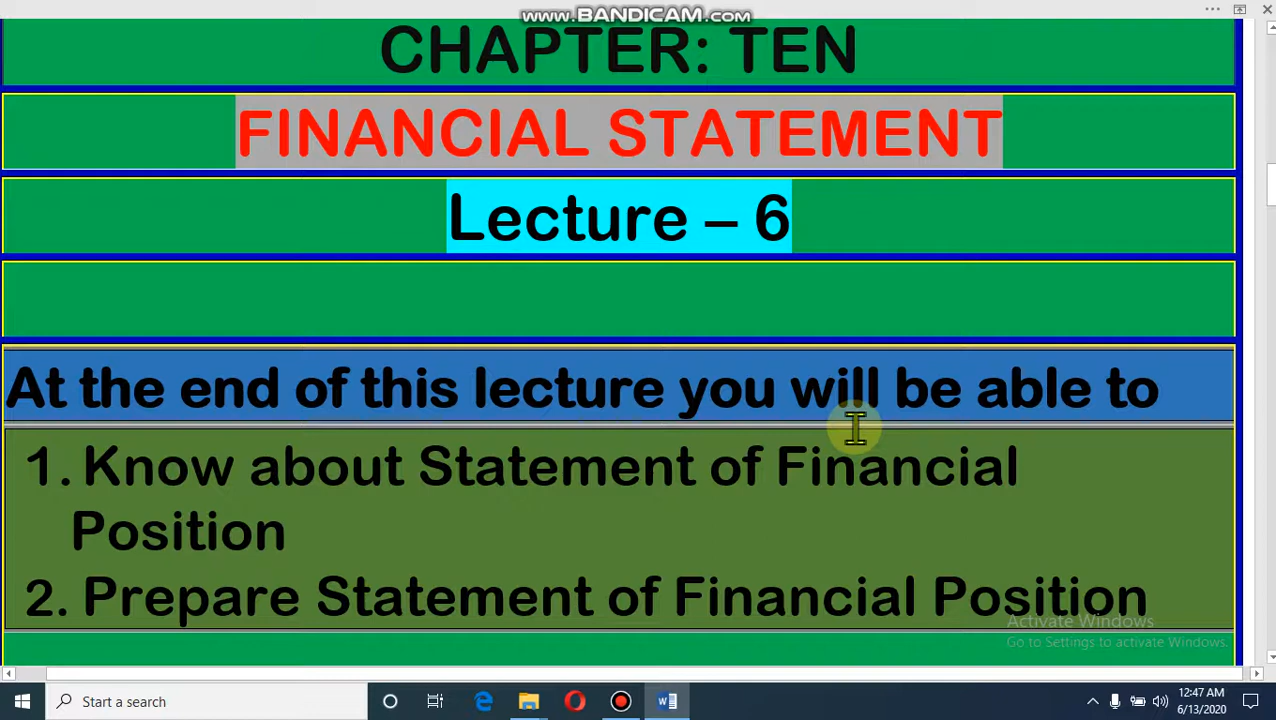 www.BANDICAM.com
CHAPTER: TEN
FINANCIAL STATEMENT
Lecture – 6
At the end of this lecture you will be able to
1. Know about Statement of Financial
Position
2. Prepare Statement of Financial Position
Activate Windows
Go to Settings to activate Windows.
Start a search
12:47 AM
6/13/2020